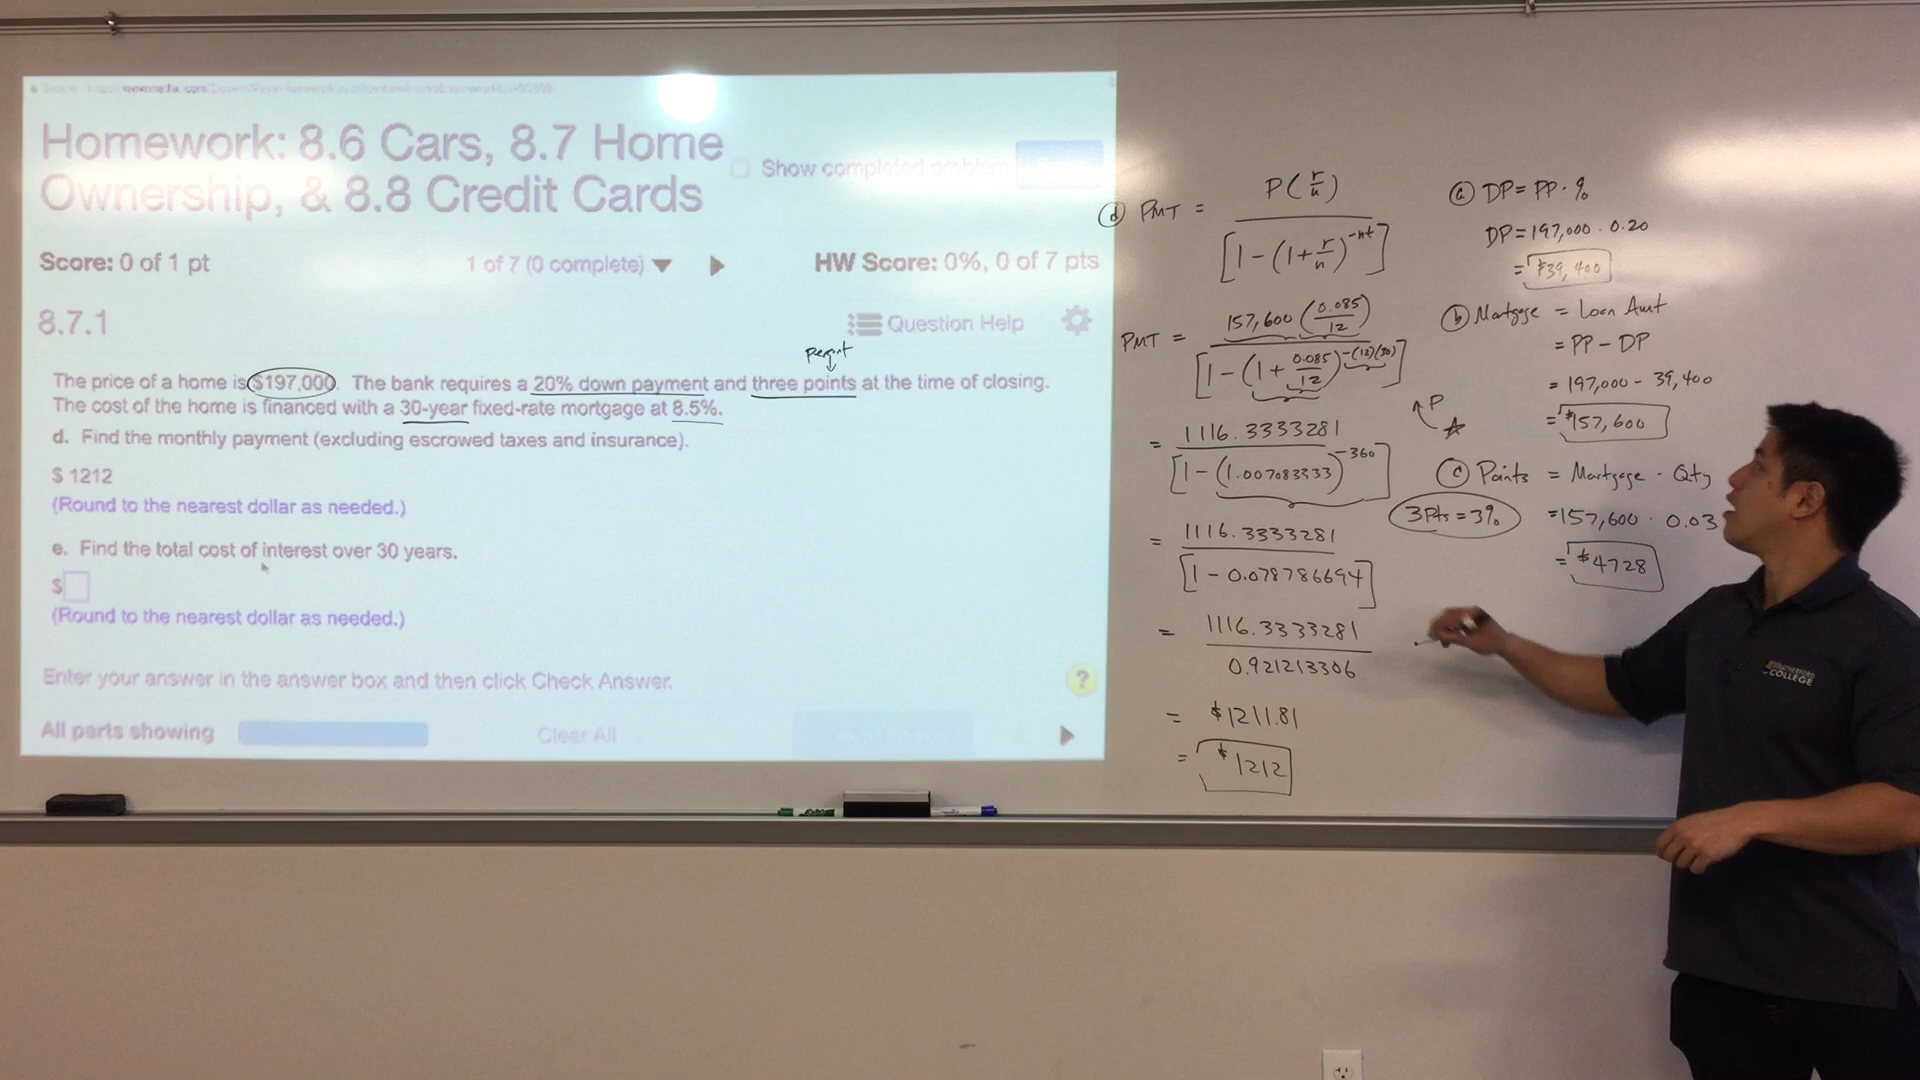 Homework: 8.6 Cars, 8.7 Home
Ownership, & 8.8 Credit Cards
Show completed problem
Score: 0 of 1 pt
1 of 7 (0 complete)
HW Score: 0%, 0 of 7 pts
8.7.1
Question Help
percent
The price of a home is $197,000. The bank requires a 20% down payment and three points at the time of closing.
The cost of the home is financed with a 30-year fixed-rate mortgage at 8.5%.
d. Find the monthly payment (excluding escrowed taxes and insurance).
$ 1212
(Round to the nearest dollar as needed.)
e. Find the total cost of interest over 30 years.
$
(Round to the nearest dollar as needed.)
Enter your answer in the answer box and then click Check Answer.
?
All parts showing
Clear All
(d) PMT = P(r/n) / [1-(1+r/n)^-nt]
PMT = 157,600(0.085/12) / [1-(1+0.085/12)^-(12)(30)]
= 1116.3333281 / [1-(1.007083333)^-360]
= 1116.3333281 / [1-0.078786694]
= 1116.3333281 / 0.921213306
= $1211.81
= $1212
(a) DP = PP · %
DP = 197,000 · 0.20
= $39,400
(b) Mortgage = Loan Amt
= PP - DP
= 197,000 - 39,400
= $157,600
P
(c) Points = Mortgage · Qty
3 Pts = 3%
= 157,600 · 0.03
= $4728
COLLEGE